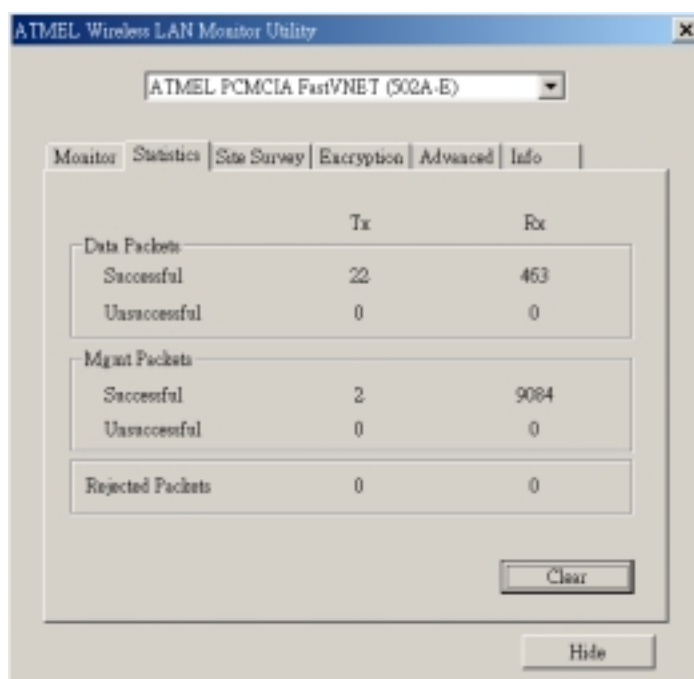 ATMEL Wireless LAN Monitor Utility
ATMEL PCMCIA FastVNET (502A-E)
Monitor Statistics Site Survey Encryption Advanced Info
Tx Rx
Data Packets
Successful 22 463
Unsuccessful 0 0
Mgmt Packets
Successful 2 9084
Unsuccessful 0 0
Rejected Packets 0 0
Clear
Hide